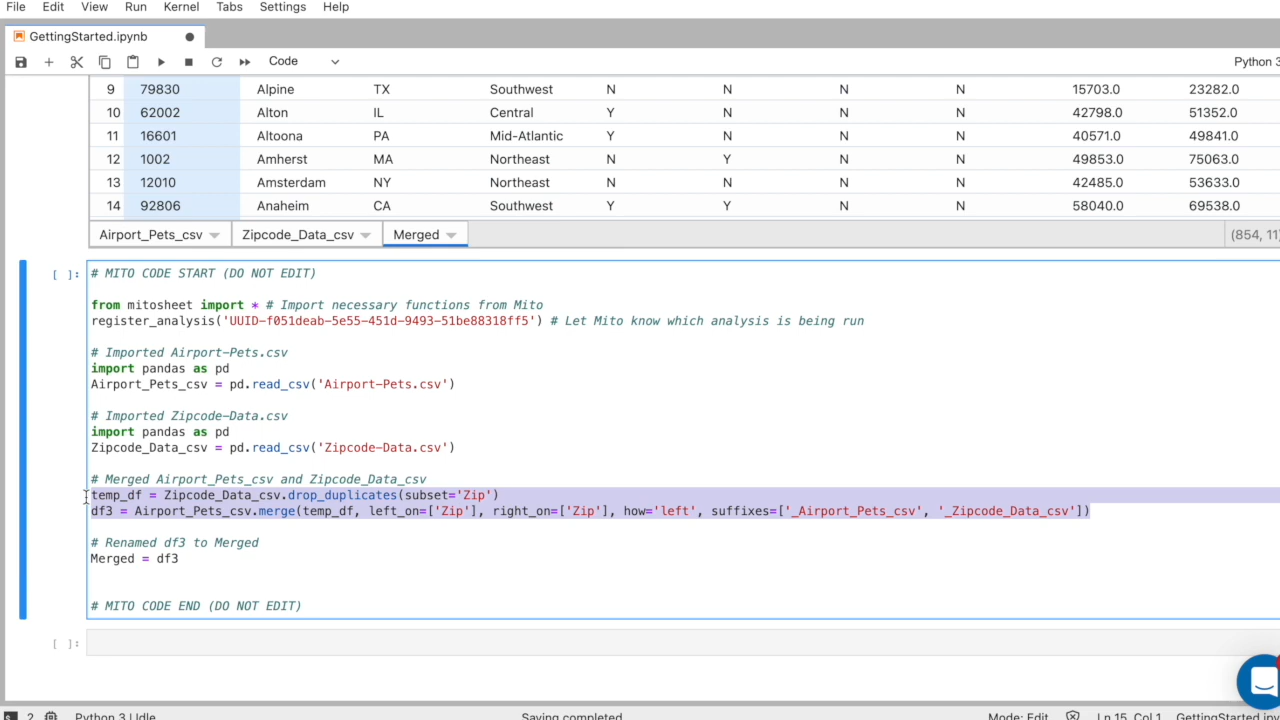 File Edit View Run Kernel Tabs Settings Help
GettingStarted.ipynb
Code
Python 3
9 79830 Alpine TX Southwest N N N N 15703.0 23282.0
10 62002 Alton IL Central Y N N N 42798.0 51352.0
11 16601 Altoona PA Mid-Atlantic Y N N N 40571.0 49841.0
12 1002 Amherst MA Northeast N Y N N 49853.0 75063.0
13 12010 Amsterdam NY Northeast N N N N 42485.0 53633.0
14 92806 Anaheim CA Southwest Y Y N N 58040.0 69538.0
Airport_Pets_csv Zipcode_Data_csv Merged (854, 11)
[ ]: # MITO CODE START (DO NOT EDIT)
from mitosheet import * # Import necessary functions from Mito
register_analysis('UUID-f051deab-5e55-451d-9493-51be88318ff5') # Let Mito know which analysis is being run
# Imported Airport-Pets.csv
import pandas as pd
Airport_Pets_csv = pd.read_csv('Airport-Pets.csv')
# Imported Zipcode-Data.csv
import pandas as pd
Zipcode_Data_csv = pd.read_csv('Zipcode-Data.csv')
# Merged Airport_Pets_csv and Zipcode_Data_csv
temp_df = Zipcode_Data_csv.drop_duplicates(subset='Zip')
df3 = Airport_Pets_csv.merge(temp_df, left_on=['Zip'], right_on=['Zip'], how='left', suffixes=['_Airport_Pets_csv', '_Zipcode_Data_csv'])
# Renamed df3 to Merged
Merged = df3
# MITO CODE END (DO NOT EDIT)
[ ]:
2 Python 3 | Idle Saving completed Mode: Edit Ln 15, Col 1 GettingStarted.ipynb